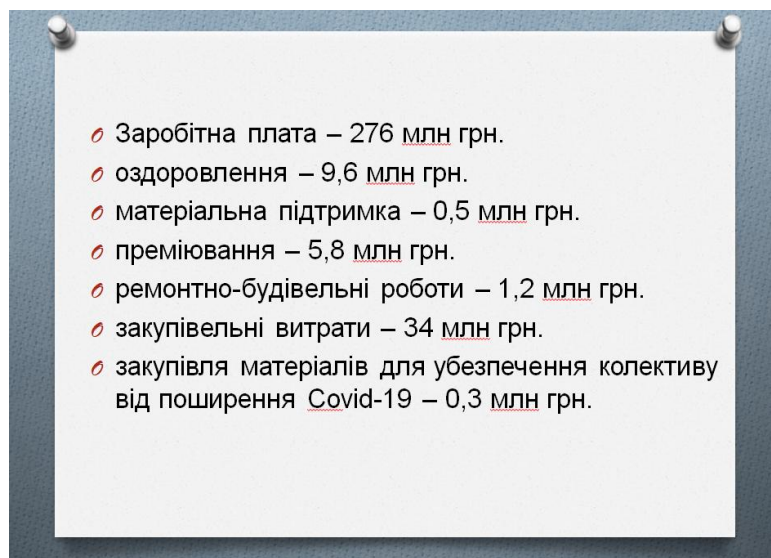 Заробітна плата – 276 млн грн.
оздоровлення – 9,6 млн грн.
матеріальна підтримка – 0,5 млн грн.
преміювання – 5,8 млн грн.
ремонтно-будівельні роботи – 1,2 млн грн.
закупівельні витрати – 34 млн грн.
закупівля матеріалів для убезпечення колективу
від поширення Covid-19 – 0,3 млн грн.